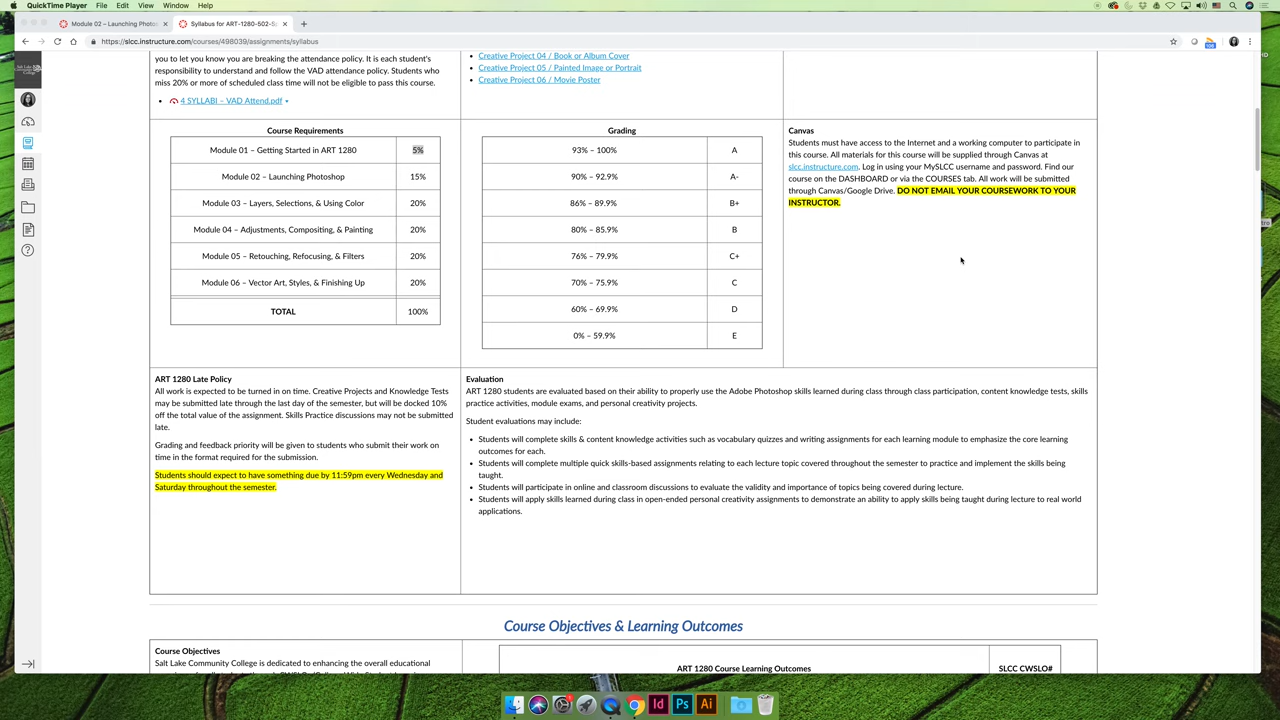 QuickTime Player File Edit View Window Help
Module 02 – Launching Photos
Syllabus for ART-1280-502-S
https://slcc.instructure.com/courses/498039/assignments/syllabus
you to let you know you are breaking the attendance policy. It is each student's
responsibility to understand and follow the VAD attendance policy. Students who
miss 20% or more of scheduled class time will not be eligible to pass this course.
4 SYLLABI – VAD Attend.pdf
Creative Project 04 / Book or Album Cover
Creative Project 05 / Painted Image or Portrait
Creative Project 06 / Movie Poster
Course Requirements
Module 01 – Getting Started in ART 1280 5%
Module 02 – Launching Photoshop 15%
Module 03 – Layers, Selections, & Using Color 20%
Module 04 – Adjustments, Compositing, & Painting 20%
Module 05 – Retouching, Refocusing, & Filters 20%
Module 06 – Vector Art, Styles, & Finishing Up 20%
TOTAL 100%
Grading
93% – 100% A
90% – 92.9% A-
86% – 89.9% B+
80% – 85.9% B
76% – 79.9% C+
70% – 75.9% C
60% – 69.9% D
0% – 59.9% E
Canvas
Students must have access to the Internet and a working computer to participate in
this course. All materials for this course will be supplied through Canvas at
slcc.instructure.com. Log in using your MySLCC username and password. Find our
course on the DASHBOARD or via the COURSES tab. All work will be submitted
through Canvas/Google Drive. DO NOT EMAIL YOUR COURSEWORK TO YOUR
INSTRUCTOR.
ART 1280 Late Policy
All work is expected to be turned in on time. Creative Projects and Knowledge Tests
may be submitted late through the last day of the semester, but will be docked 10%
off the total value of the assignment. Skills Practice discussions may not be submitted
late.
Grading and feedback priority will be given to students who submit their work on
time in the format required for the submission.
Students should expect to have something due by 11:59pm every Wednesday and
Saturday throughout the semester.
Evaluation
ART 1280 students are evaluated based on their ability to properly use the Adobe Photoshop skills learned during class through class participation, content knowledge tests, skills
practice activities, module exams, and personal creativity projects.
Student evaluations may include:
Students will complete skills & content knowledge activities such as vocabulary quizzes and writing assignments for each learning module to emphasize the core learning
outcomes for each.
Students will complete multiple quick skills-based assignments relating to each lecture topic covered throughout the semester to practice and implement the skills being
taught.
Students will participate in online and classroom discussions to evaluate the validity and importance of topics being covered during lecture.
Students will apply skills learned during class in open-ended personal creativity assignments to demonstrate an ability to apply skills being taught during lecture to real world
applications.
Course Objectives & Learning Outcomes
Course Objectives
Salt Lake Community College is dedicated to enhancing the overall educational
ART 1280 Course Learning Outcomes SLCC CWSLO#
Id Ps Ai